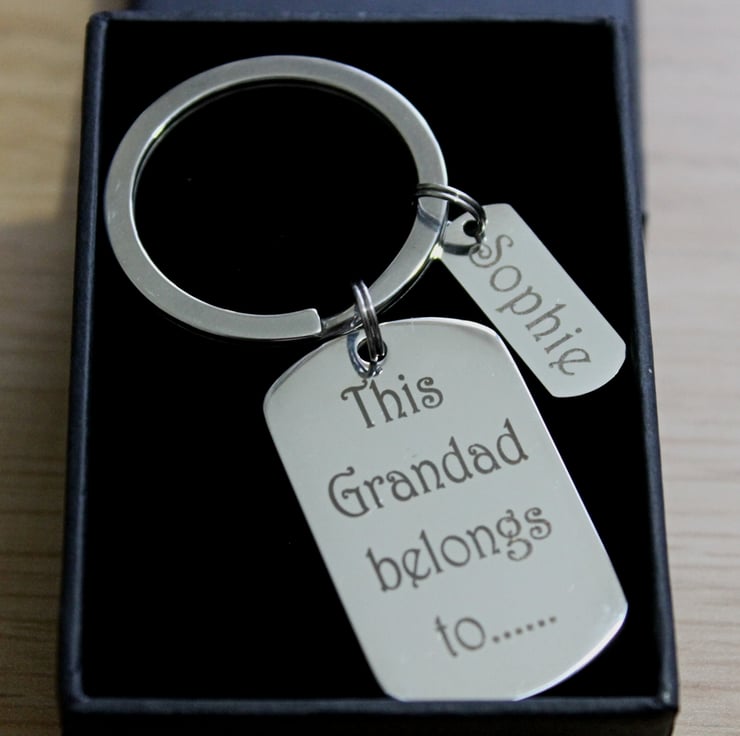 This
Grandad
belongs
to......
Sophie